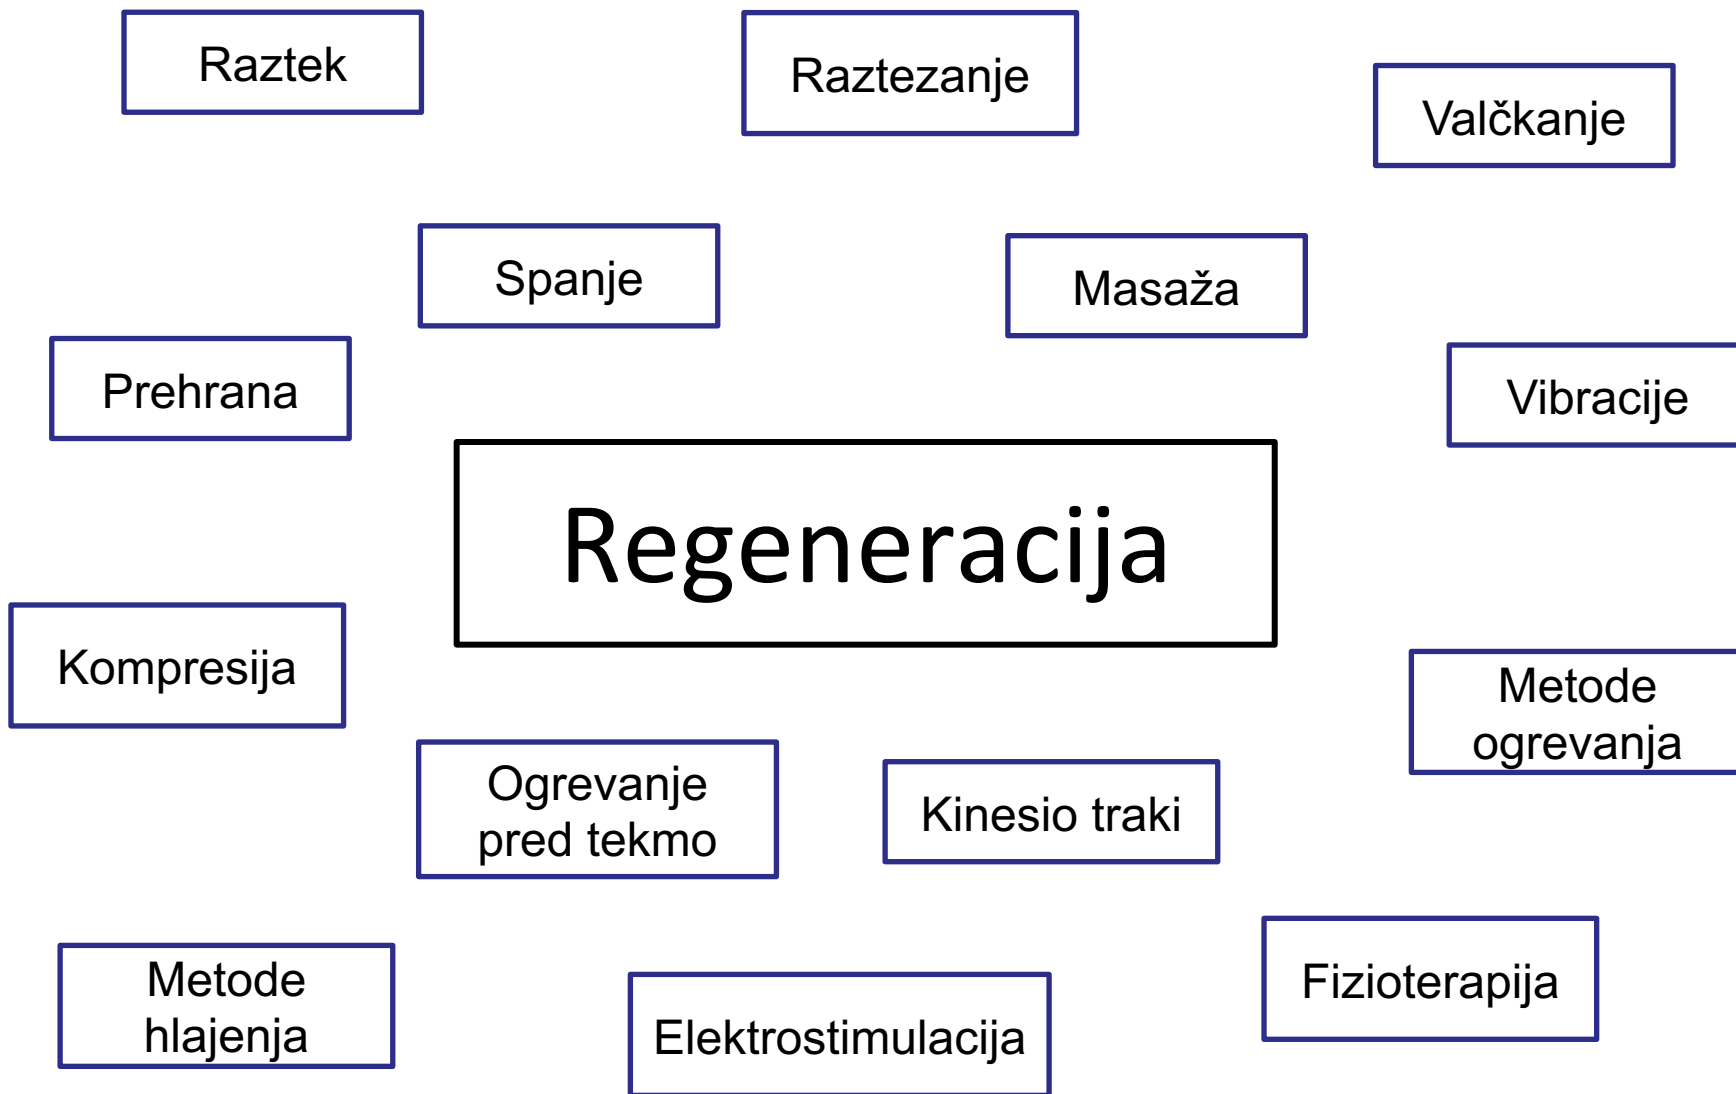 Raztek
Raztezanje
Valčkanje
Spanje
Masaža
Prehrana
Vibracije
Regeneracija
Kompresija
Metode
ogrevanja
Ogrevanje
pred tekmo
Kinesio traki
Metode
hlajenja
Elektrostimulacija
Fizioterapija